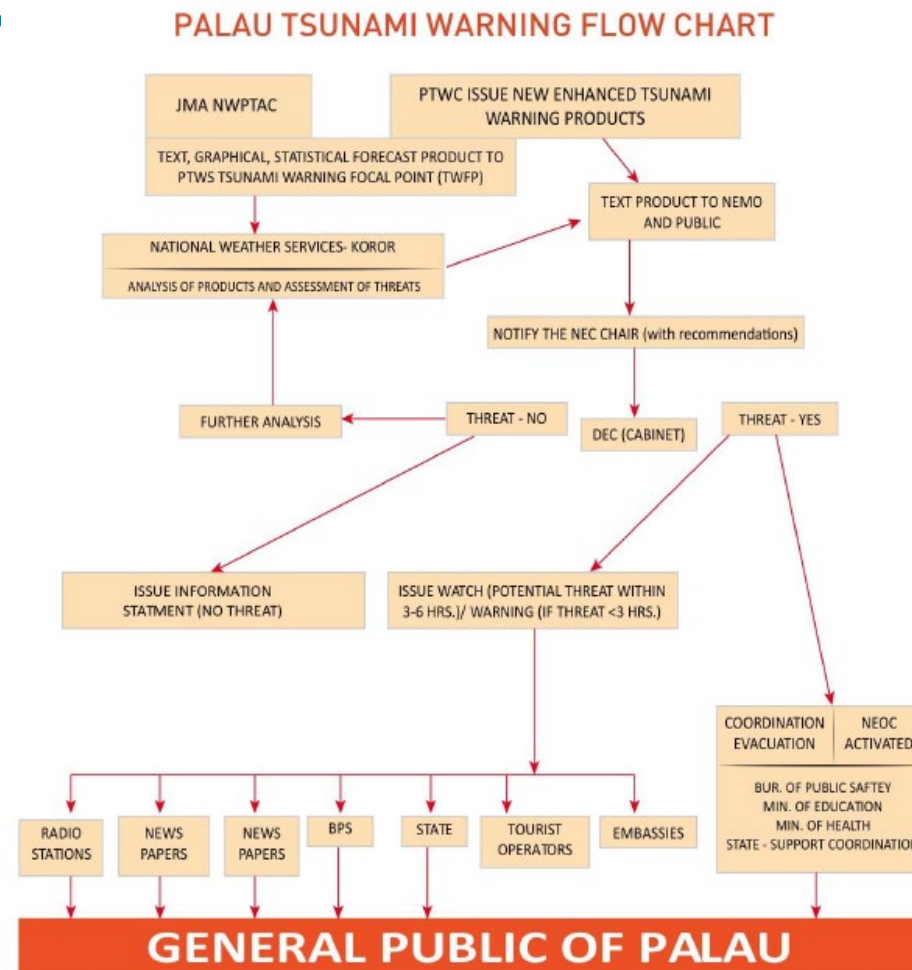 PALAU TSUNAMI WARNING FLOW CHART
JMA NWPTAC
PTWC ISSUE NEW ENHANCED TSUNAMI
WARNING PRODUCTS
TEXT, GRAPHICAL, STATISTICAL FORECAST PRODUCT TO
PTWS TSUNAMI WARNING FOCAL POINT (TWFP)
TEXT PRODUCT TO NEMO
AND PUBLIC
NATIONAL WEATHER SERVICES- KOROR
ANALYSIS OF PRODUCTS AND ASSESSMENT OF THREATS
NOTIFY THE NEC CHAIR (with recommendations)
FURTHER ANALYSIS
THREAT - NO
DEC (CABINET)
THREAT - YES
ISSUE INFORMATION
STATMENT (NO THREAT)
ISSUE WATCH (POTENTIAL THREAT WITHIN
3-6 HRS.)/ WARNING (IF THREAT <3 HRS.)
COORDINATION
EVACUATION
NEOC
ACTIVATED
BUR. OF PUBLIC SAFTEY
MIN. OF EDUCATION
MIN. OF HEALTH
STATE - SUPPORT COORDINATION
RADIO
STATIONS
NEWS
PAPERS
NEWS
PAPERS
BPS
STATE
TOURIST
OPERATORS
EMBASSIES
GENERAL PUBLIC OF PALAU